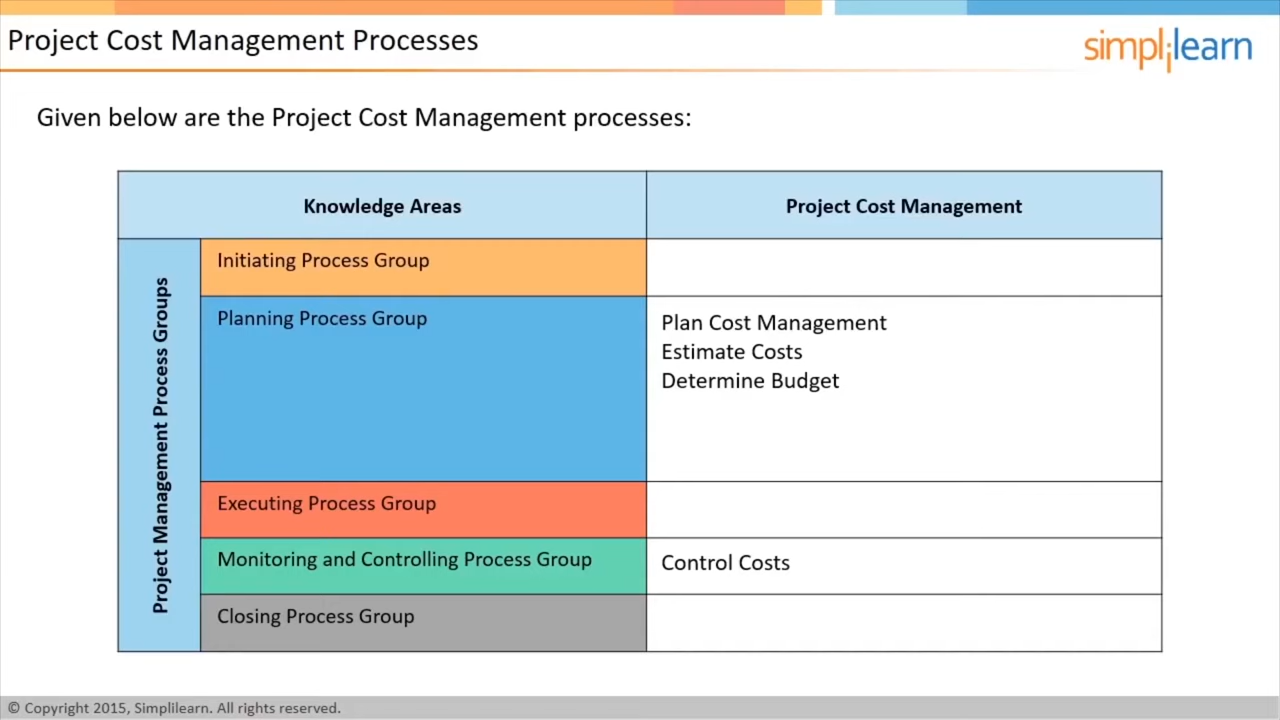 Project Cost Management Processes
simplilearn
Given below are the Project Cost Management processes:
Knowledge Areas
Project Cost Management
Project Management Process Groups
Initiating Process Group
Planning Process Group
Plan Cost Management
Estimate Costs
Determine Budget
Executing Process Group
Monitoring and Controlling Process Group
Control Costs
Closing Process Group
© Copyright 2015, Simplilearn. All rights reserved.